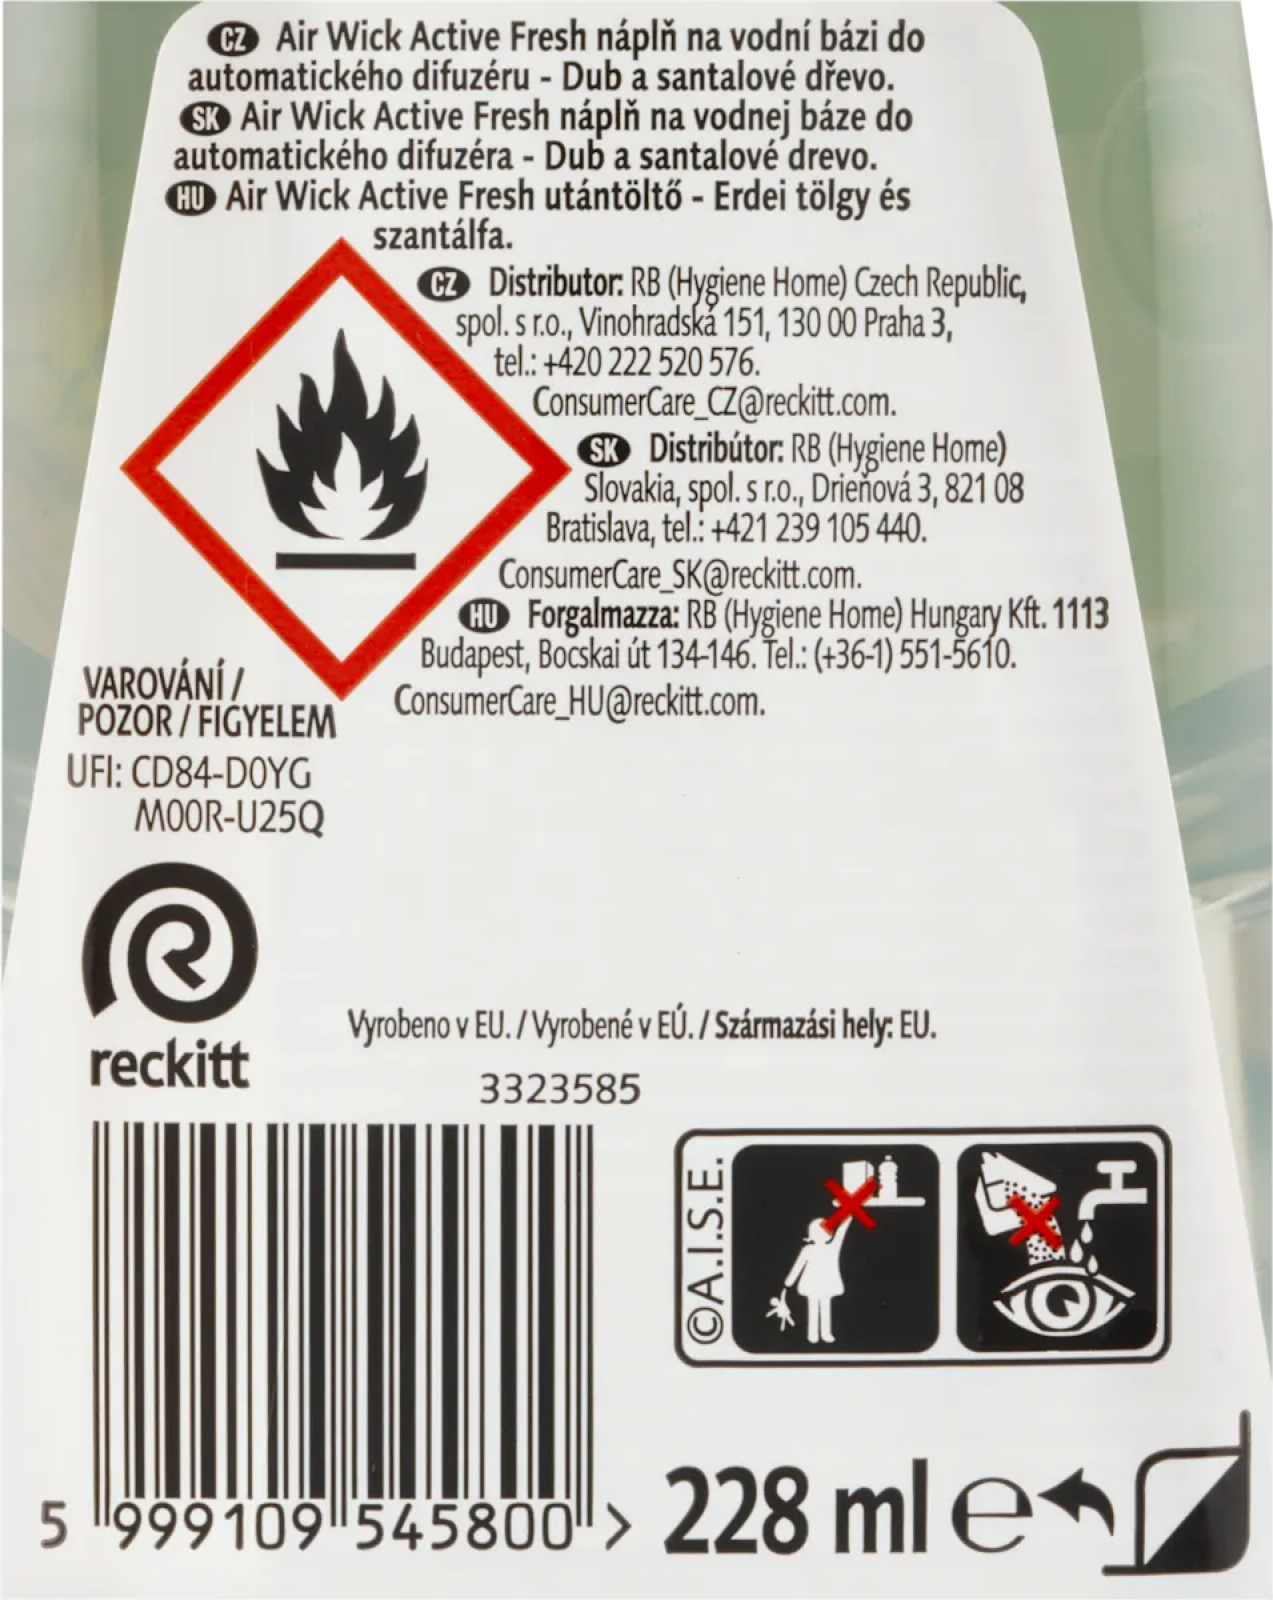 CZ Air Wick Active Fresh náplň na vodní bázi do
automatického difuzéru - Dub a santalové dřevo.
SK Air Wick Active Fresh náplň na vodnej báze do
automatického difuzéra - Dub a santalové drevo.
HU Air Wick Active Fresh utántöltő - Erdei tölgy és
szantálfa.
CZ Distributor: RB (Hygiene Home) Czech Republic,
spol. s r.o., Vinohradská 151, 130 00 Praha 3,
tel.: +420 222 520 576.
ConsumerCare_CZ@reckitt.com.
SK Distribútor: RB (Hygiene Home)
Slovakia, spol. s r.o., Drieňová 3, 821 08
Bratislava, tel.: +421 239 105 440.
ConsumerCare_SK@reckitt.com.
HU Forgalmazza: RB (Hygiene Home) Hungary Kft. 1113
Budapest, Bocskai út 134-146. Tel.: (+36-1) 551-5610.
ConsumerCare_HU@reckitt.com.
VAROVÁNÍ /
POZOR / FIGYELEM
UFI: CD84-D0YG
M00R-U25Q
reckitt
Vyrobeno v EU. / Vyrobené v EÚ. / Származási hely: EU.
3323585
©A.I.S.E.
5 999109 545800 >
228 ml e